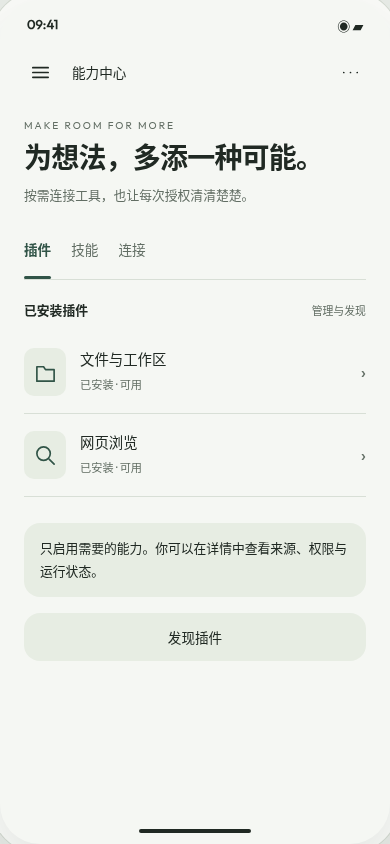 09:41
能力中心
MAKE ROOM FOR MORE
为想法，多添一种可能。
按需连接工具，也让每次授权清清楚楚。
插件 技能 连接
已安装插件 管理与发现
文件与工作区
已安装·可用
网页浏览
已安装·可用
只启用需要的能力。你可以在详情中查看来源、权限与
运行状态。
发现插件